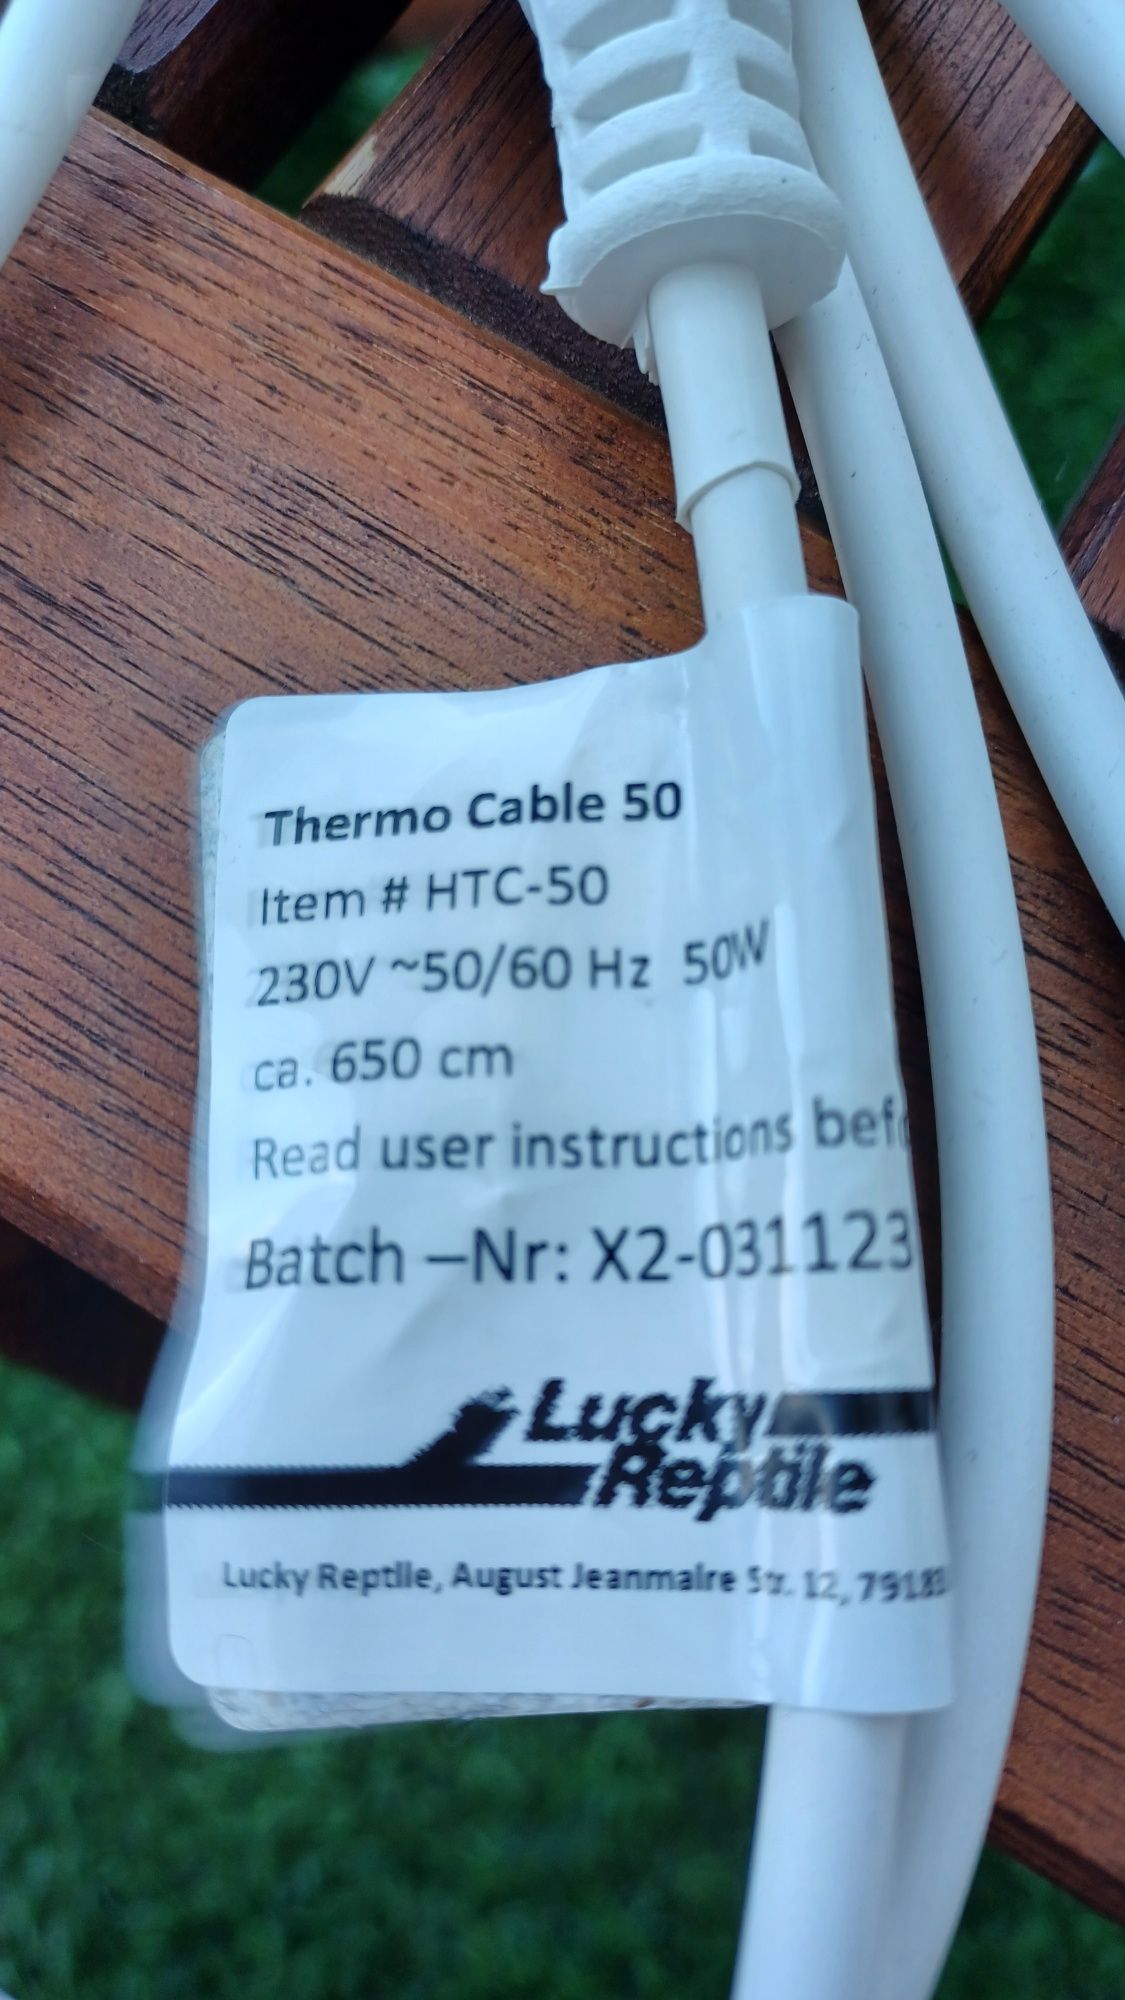 Thermo Cable 50
Item # HTC-50
230V ~50/60 Hz 50W
ca. 650 cm
Read user instructions
Batch –Nr: X2-031123
Lucky
Reptile
Lucky Reptile, August Jeanmaire Str. 12, 79183